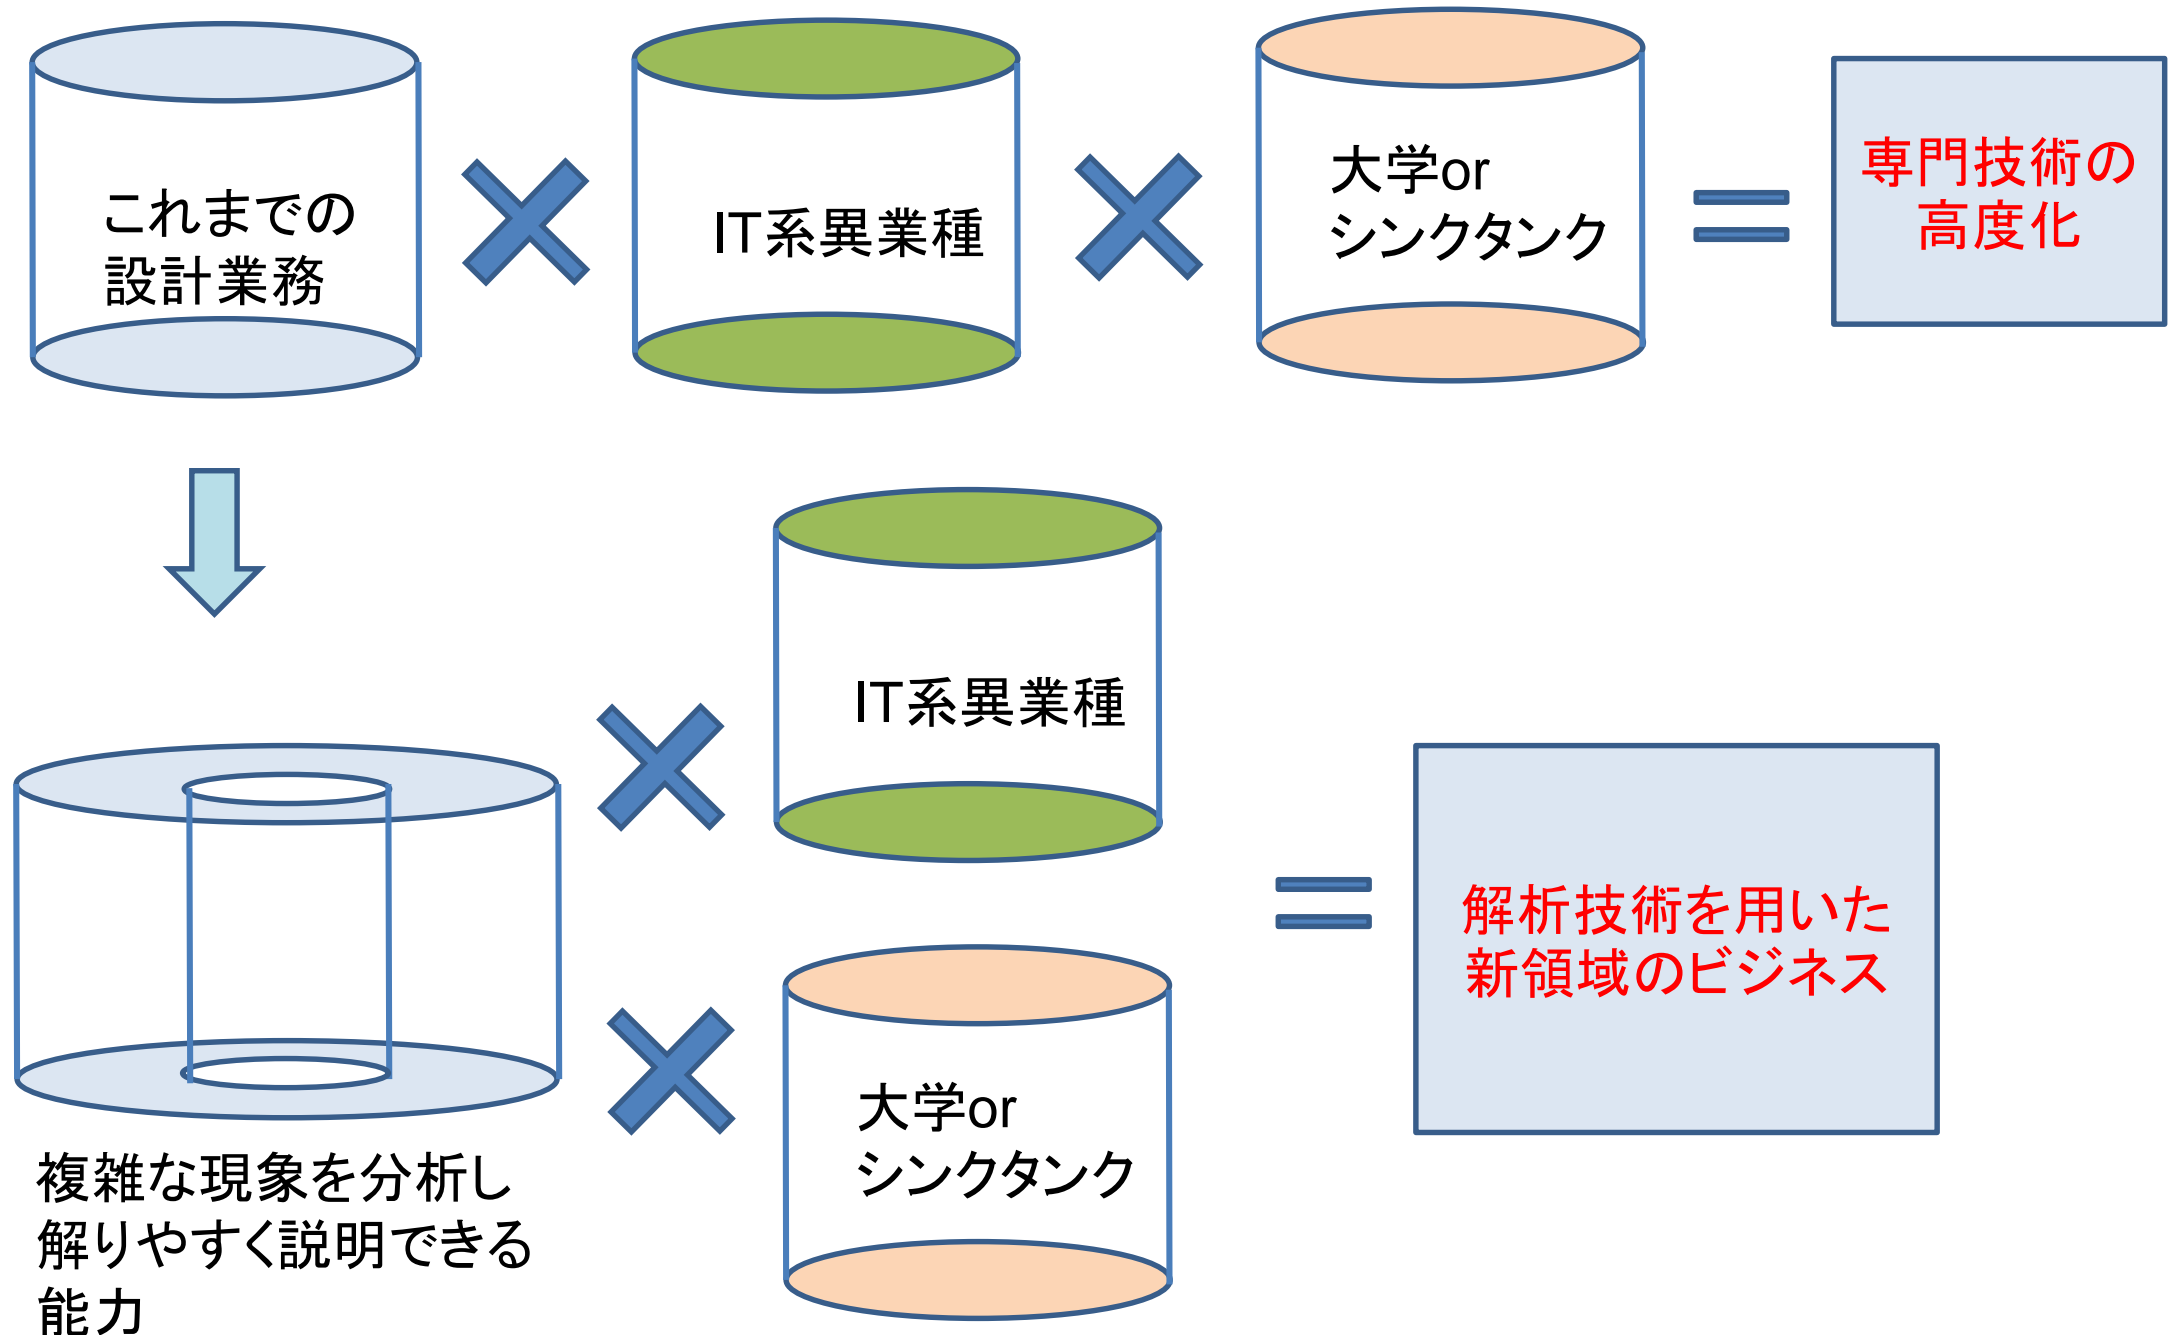 これまでの
設計業務
IT系異業種
大学or
シンクタンク
専門技術の
高度化
IT系異業種
大学or
シンクタンク
解析技術を用いた
新領域のビジネス
複雑な現象を分析し
解りやすく説明できる
能力